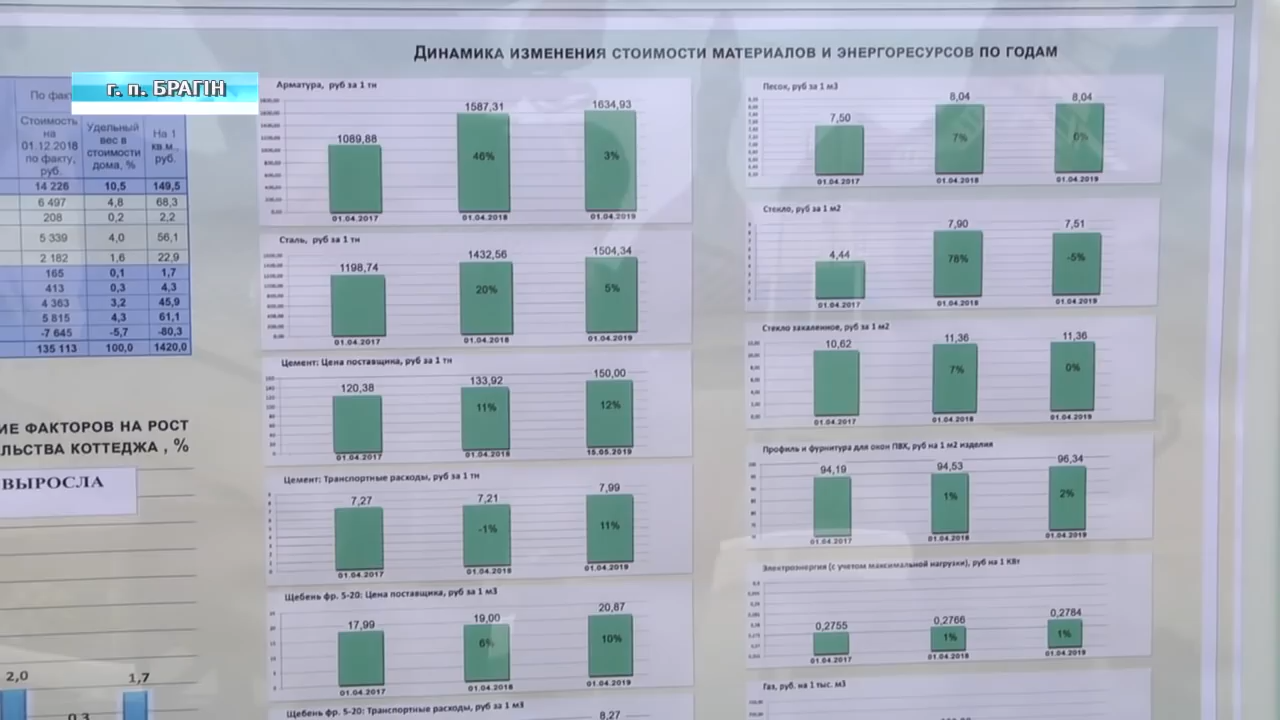 г. п. БРАГІН
ДИНАМИКА ИЗМЕНЕНИЯ СТОИМОСТИ МАТЕРИАЛОВ И ЭНЕРГОРЕСУРСОВ ПО ГОДАМ
По факт
Стоимость
на
01.12.2018
по факту,
руб.
Удельный
вес в
стоимости
дома, %
На 1
кв.м.,
руб.
14 226 10,5 149,5
6 497 4,8 68,3
208 0,2 2,2
5 339 4,0 56,1
2 182 1,6 22,9
165 0,1 1,7
413 0,3 4,3
4 363 3,2 45,9
5 815 4,3 61,1
-7 645 -5,7 -80,3
135 113 100,0 1420,0
ИЕ ФАКТОРОВ НА РОСТ
ЛЬСТВА КОТТЕДЖА , %
ВЫРОСЛА
2,0 0,3 1,7
Арматура, руб за 1 тн
1089,88 1587,31 1634,93
46% 3%
01.04.2017 01.04.2018 01.04.2019
Сталь, руб за 1 тн
1198,74 1432,56 1504,34
20% 5%
01.04.2017 01.04.2018 01.04.2019
Цемент: Цена поставщика, руб за 1 тн
120,38 133,92 150,00
11% 12%
01.04.2017 01.04.2018 15.05.2019
Цемент: Транспортные расходы, руб за 1 тн
7,27 7,21 7,99
-1% 11%
01.04.2017 01.04.2018 01.04.2019
Щебень фр. 5-20: Цена поставщика, руб за 1 м3
17,99 19,00 20,87
6% 10%
01.04.2017 01.04.2018 01.04.2019
Щебень фр. 5-20: Транспортные расходы, руб за 1 м3
8,27
Песок, руб за 1 м3
7,50 8,04 8,04
7% 0%
01.04.2017 01.04.2018 01.04.2019
Стекло, руб за 1 м2
4,44 7,90 7,51
78% -5%
01.04.2017 01.04.2018 01.04.2019
Стекло закаленное, руб за 1 м2
10,62 11,36 11,36
7% 0%
01.04.2017 01.04.2018 01.04.2019
Профиль и фурнитура для окон ПВХ, руб на 1 м2 изделия
94,19 94,53 96,34
1% 2%
01.04.2017 01.04.2018 01.04.2019
Электроэнергия (с учетом максимальной нагрузки), руб на 1 КВт
0,2755 0,2766 0,2784
1% 1%
01.04.2017 01.04.2018 01.04.2019
Газ, руб. на 1 тыс. м3